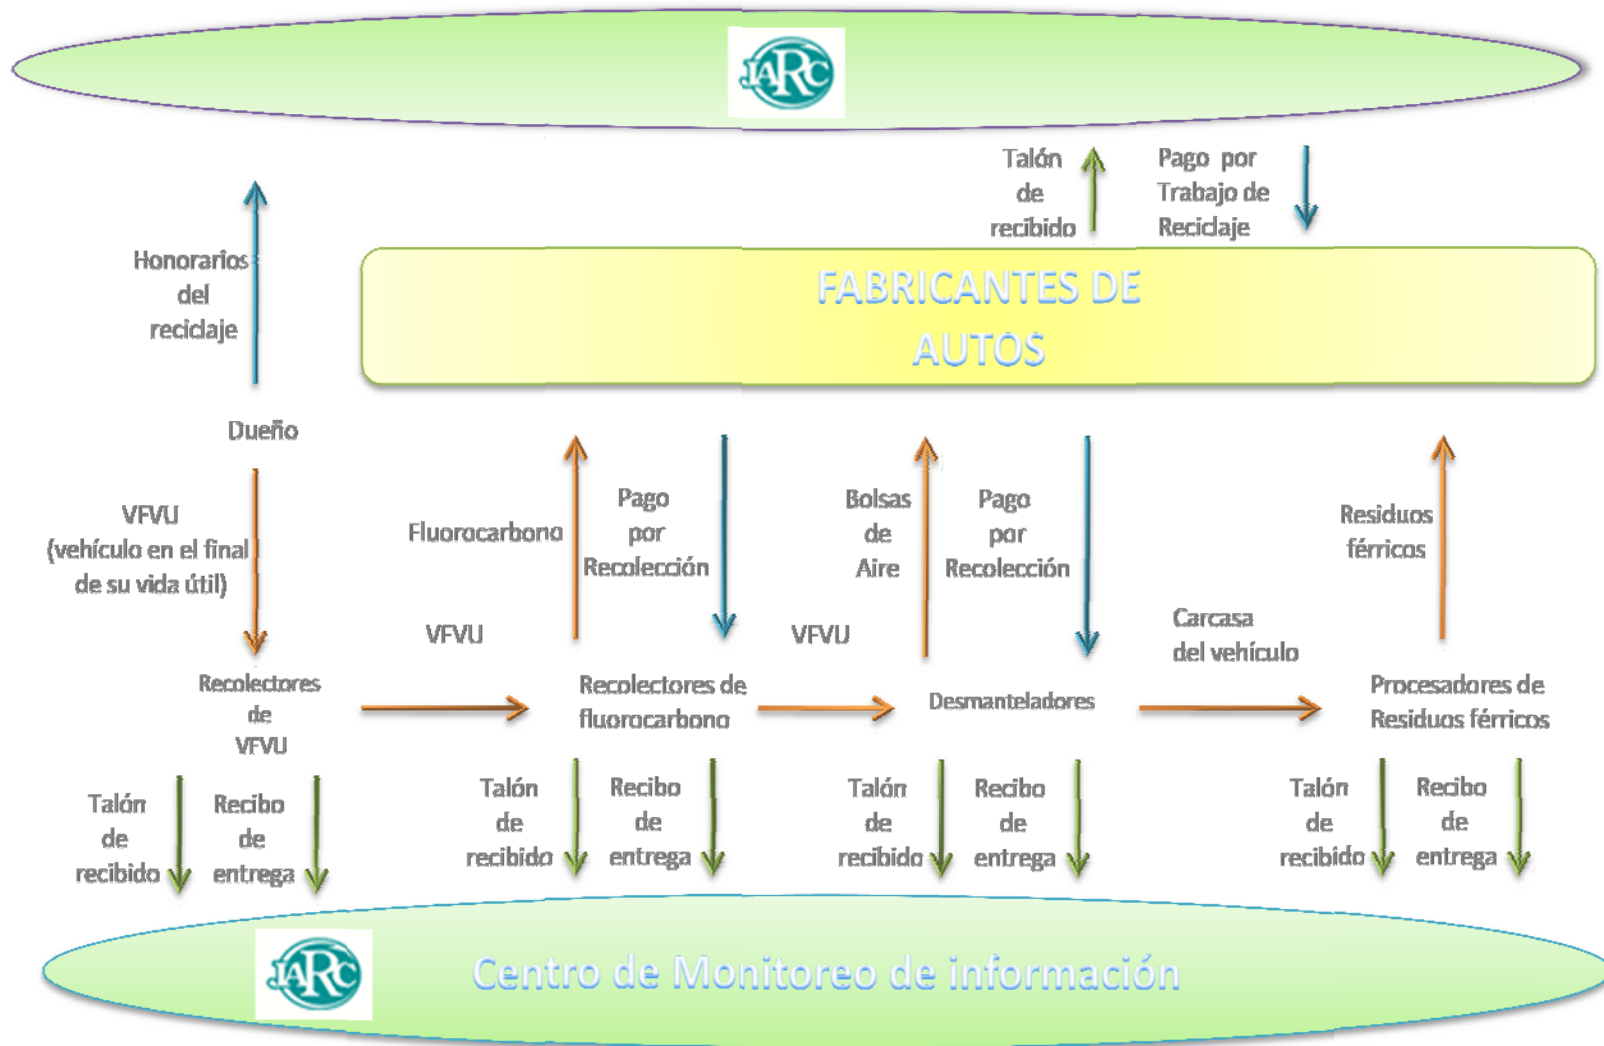 JARC
Talón
de
recibido
Pago por
Trabajo de
Reciclaje
Honorarios
del
reciclaje
FABRICANTES DE
AUTOS
Dueño
VFVU
(vehículo en el final
de su vida útil)
Fluorocarbono
Pago
por
Recolección
Bolsas
de
Aire
Pago
por
Recolección
Residuos
férricos
VFVU
VFVU
Carcasa
del vehículo
Recolectores
de
VFVU
Recolectores de
fluorocarbono
Desmanteladores
Procesadores de
Residuos férricos
Talón
de
recibido
Recibo
de
entrega
Talón
de
recibido
Recibo
de
entrega
Talón
de
recibido
Recibo
de
entrega
Talón
de
recibido
Recibo
de
entrega
JARC
Centro de Monitoreo de información